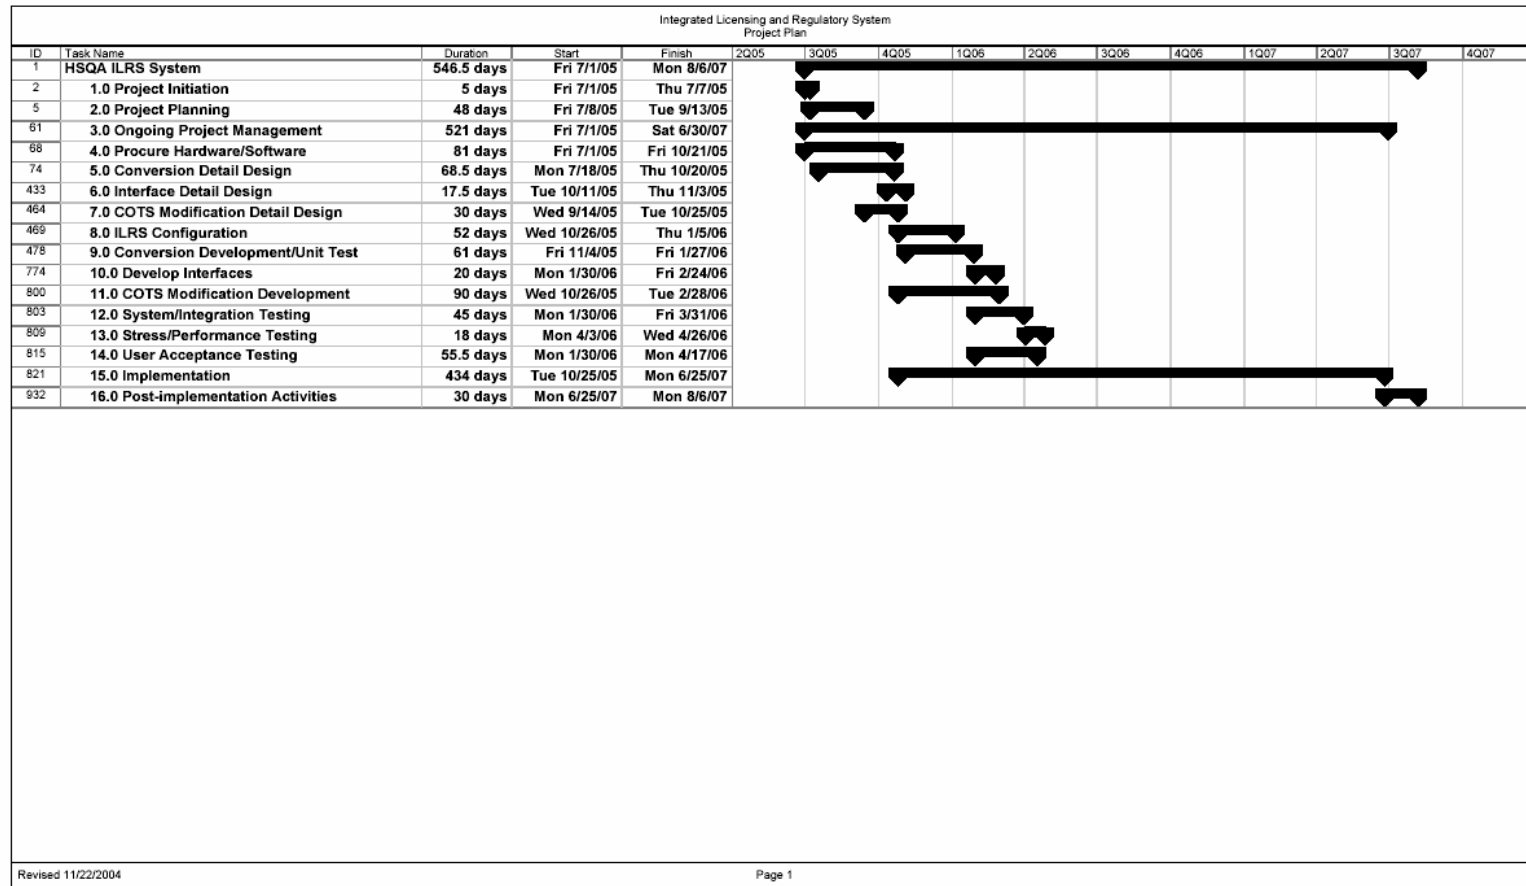 Integrated Licensing and Regulatory System
Project Plan
ID Task Name Duration Start Finish 2Q05 3Q05 4Q05 1Q06 2Q06 3Q06 4Q06 1Q07 2Q07 3Q07 4Q07
1 HSQA ILRS System 546.5 days Fri 7/1/05 Mon 8/6/07
2 1.0 Project Initiation 5 days Fri 7/1/05 Thu 7/7/05
5 2.0 Project Planning 48 days Fri 7/8/05 Tue 9/13/05
61 3.0 Ongoing Project Management 521 days Fri 7/1/05 Sat 6/30/07
68 4.0 Procure Hardware/Software 81 days Fri 7/1/05 Fri 10/21/05
74 5.0 Conversion Detail Design 68.5 days Mon 7/18/05 Thu 10/20/05
433 6.0 Interface Detail Design 17.5 days Tue 10/11/05 Thu 11/3/05
464 7.0 COTS Modification Detail Design 30 days Wed 9/14/05 Tue 10/25/05
469 8.0 ILRS Configuration 52 days Wed 10/26/05 Thu 1/5/06
478 9.0 Conversion Development/Unit Test 61 days Fri 11/4/05 Fri 1/27/06
774 10.0 Develop Interfaces 20 days Mon 1/30/06 Fri 2/24/06
800 11.0 COTS Modification Development 90 days Wed 10/26/05 Tue 2/28/06
803 12.0 System/Integration Testing 45 days Mon 1/30/06 Fri 3/31/06
809 13.0 Stress/Performance Testing 18 days Mon 4/3/06 Wed 4/26/06
815 14.0 User Acceptance Testing 55.5 days Mon 1/30/06 Mon 4/17/06
821 15.0 Implementation 434 days Tue 10/25/05 Mon 6/25/07
932 16.0 Post-implementation Activities 30 days Mon 6/25/07 Mon 8/6/07
Revised 11/22/2004 Page 1